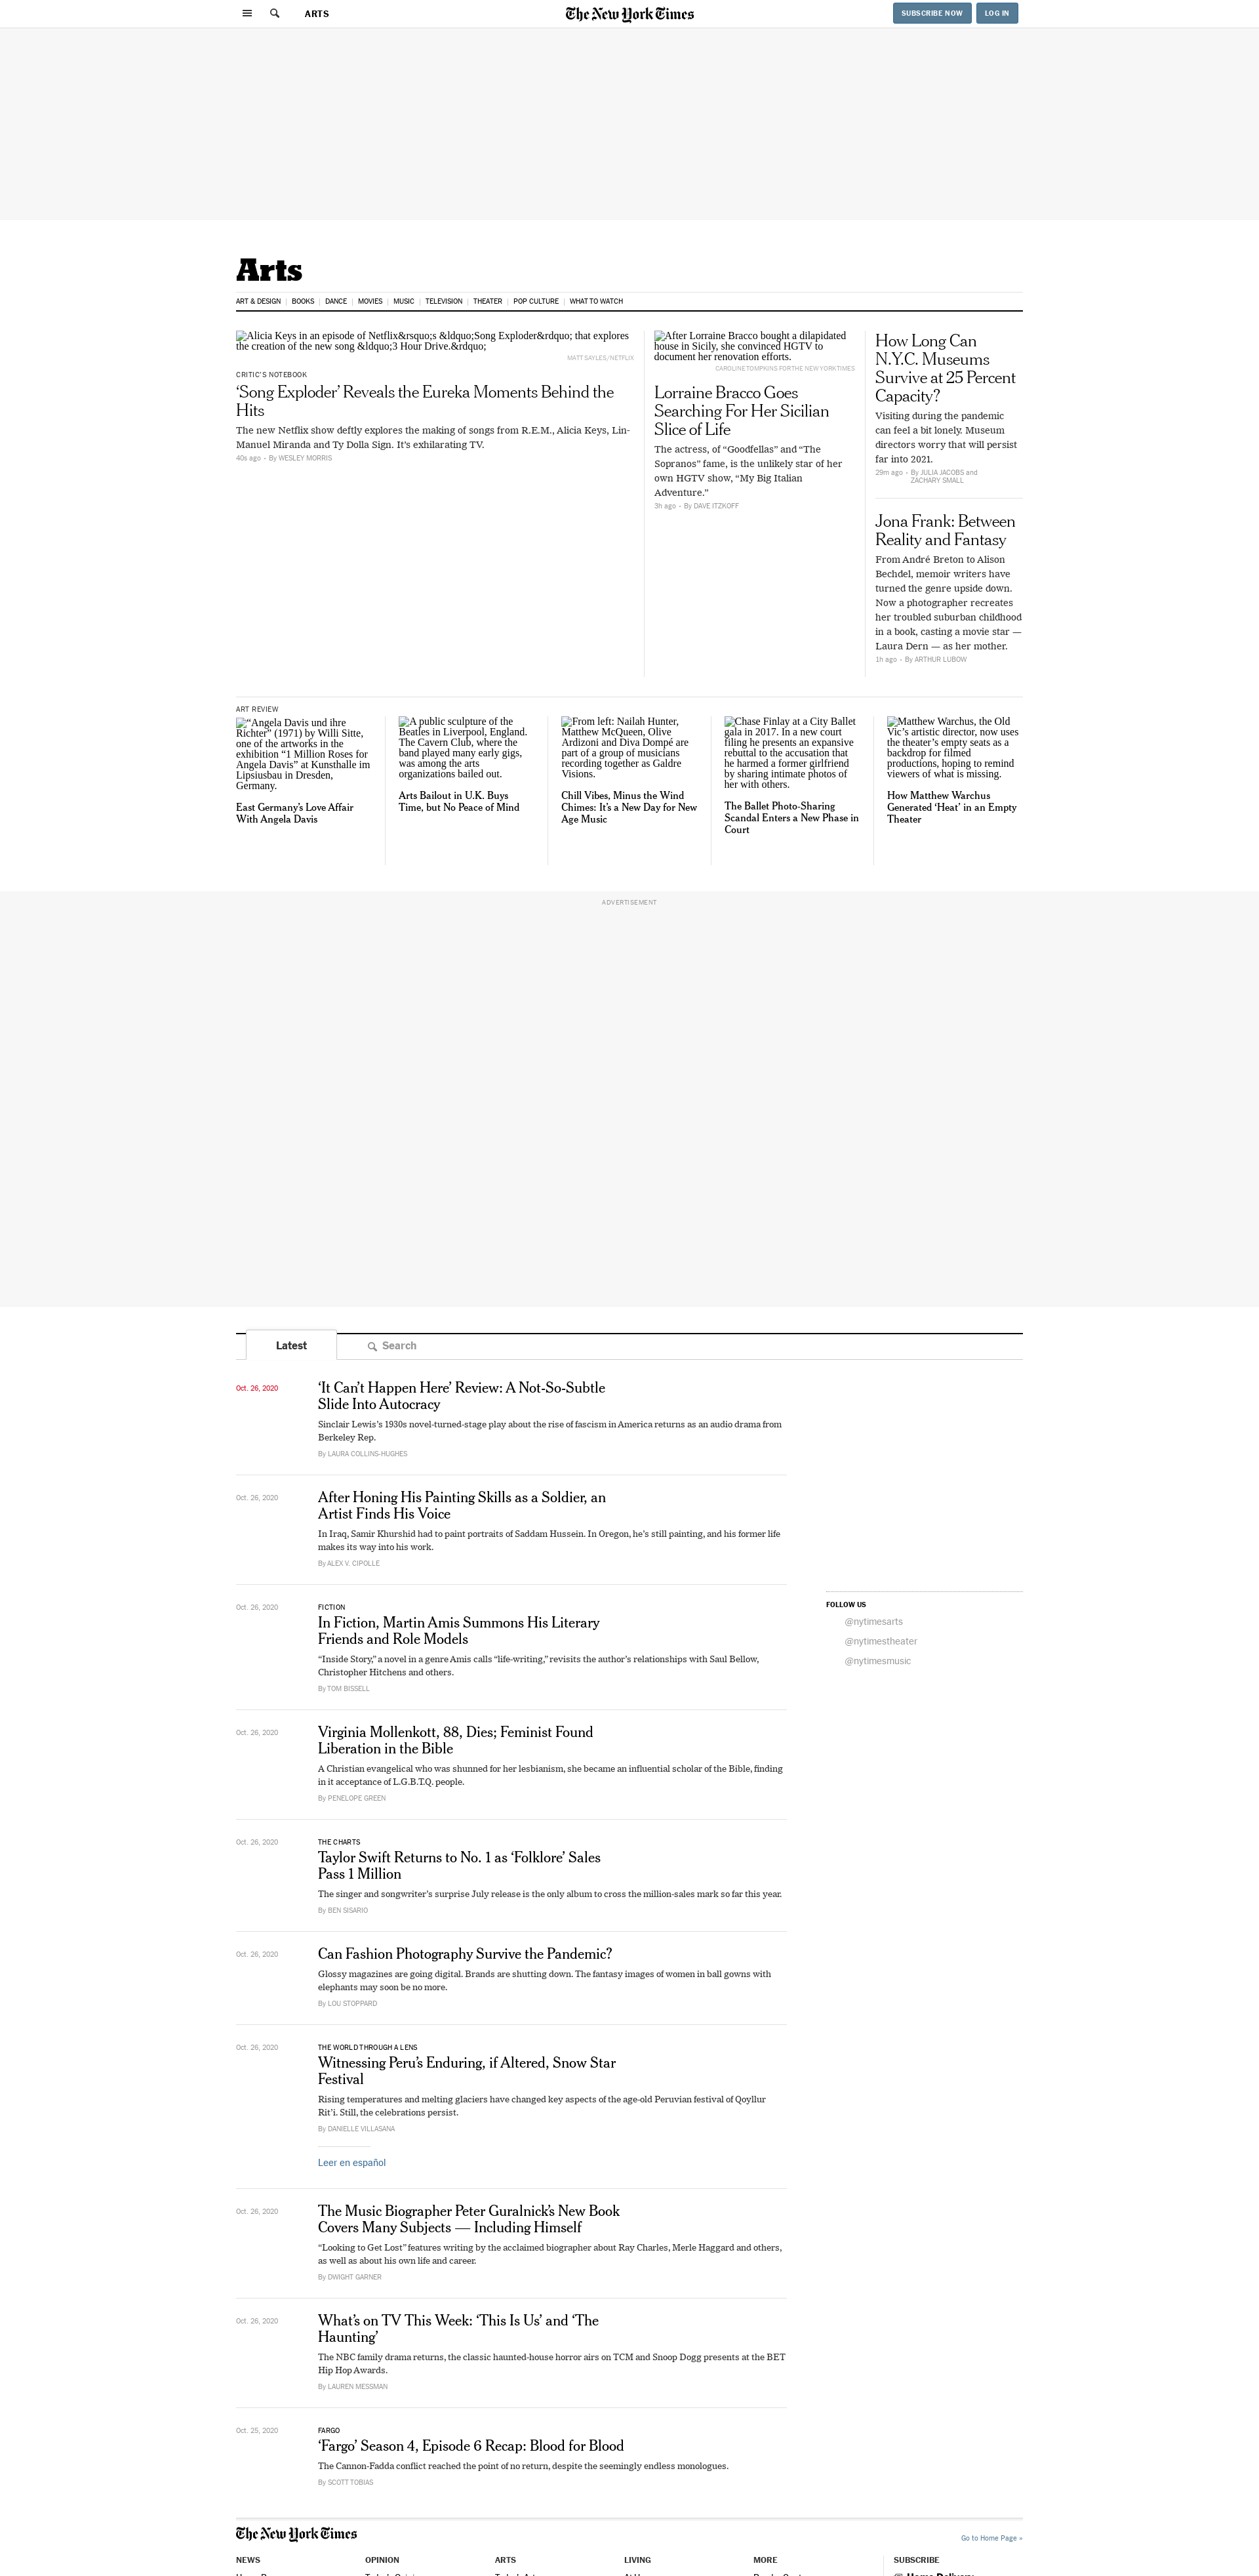 ARTS
The New York Times
SUBSCRIBE NOW
LOG IN
Arts
ART & DESIGN | BOOKS | DANCE | MOVIES | MUSIC | TELEVISION | THEATER | POP CULTURE | WHAT TO WATCH
Alicia Keys in an episode of Netflix&rsquo;s &ldquo;Song Exploder&rdquo; that explores
the creation of the new song &ldquo;3 Hour Drive.&rdquo;
MATT SAYLES/NETFLIX
CRITIC'S NOTEBOOK
‘Song Exploder’ Reveals the Eureka Moments Behind the
Hits
The new Netflix show deftly explores the making of songs from R.E.M., Alicia Keys, Lin-
Manuel Miranda and Ty Dolla Sign. It’s exhilarating TV.
40s ago • By WESLEY MORRIS
After Lorraine Bracco bought a dilapidated
house in Sicily, she convinced HGTV to
document her renovation efforts.
CAROLINE TOMPKINS FOR THE NEW YORK TIMES
Lorraine Bracco Goes
Searching For Her Sicilian
Slice of Life
The actress, of “Goodfellas” and “The
Sopranos” fame, is the unlikely star of her
own HGTV show, “My Big Italian
Adventure.”
3h ago • By DAVE ITZKOFF
How Long Can
N.Y.C. Museums
Survive at 25 Percent
Capacity?
Visiting during the pandemic
can feel a bit lonely. Museum
directors worry that will persist
far into 2021.
29m ago • By JULIA JACOBS and
ZACHARY SMALL
Jona Frank: Between
Reality and Fantasy
From André Breton to Alison
Bechdel, memoir writers have
turned the genre upside down.
Now a photographer recreates
her troubled suburban childhood
in a book, casting a movie star —
Laura Dern — as her mother.
1h ago • By ARTHUR LUBOW
ART REVIEW
“Angela Davis und ihre
Richter” (1971) by Willi Sitte,
one of the artworks in the
exhibition “1 Million Roses for
Angela Davis” at Kunsthalle im
Lipsiusbau in Dresden,
Germany.
East Germany’s Love Affair
With Angela Davis
A public sculpture of the
Beatles in Liverpool, England.
The Cavern Club, where the
band played many early gigs,
was among the arts
organizations bailed out.
Arts Bailout in U.K. Buys
Time, but No Peace of Mind
From left: Nailah Hunter,
Matthew McQueen, Olive
Ardizoni and Diva Dompé are
part of a group of musicians
recording together as Galdre
Visions.
Chill Vibes, Minus the Wind
Chimes: It’s a New Day for New
Age Music
Chase Finlay at a City Ballet
gala in 2017. In a new court
filing he presents an expansive
rebuttal to the accusation that
he harmed a former girlfriend
by sharing intimate photos of
her with others.
The Ballet Photo-Sharing
Scandal Enters a New Phase in
Court
Matthew Warchus, the Old
Vic’s artistic director, now uses
the theater’s empty seats as a
backdrop for filmed
productions, hoping to remind
viewers of what is missing.
How Matthew Warchus
Generated ‘Heat’ in an Empty
Theater
ADVERTISEMENT
Latest
Search
Oct. 26, 2020
‘It Can’t Happen Here’ Review: A Not-So-Subtle
Slide Into Autocracy
Sinclair Lewis’s 1930s novel-turned-stage play about the rise of fascism in America returns as an audio drama from
Berkeley Rep.
By LAURA COLLINS-HUGHES
Oct. 26, 2020
After Honing His Painting Skills as a Soldier, an
Artist Finds His Voice
In Iraq, Samir Khurshid had to paint portraits of Saddam Hussein. In Oregon, he’s still painting, and his former life
makes its way into his work.
By ALEX V. CIPOLLE
Oct. 26, 2020
FICTION
In Fiction, Martin Amis Summons His Literary
Friends and Role Models
“Inside Story,” a novel in a genre Amis calls “life-writing,” revisits the author’s relationships with Saul Bellow,
Christopher Hitchens and others.
By TOM BISSELL
FOLLOW US
@nytimesarts
@nytimestheater
@nytimesmusic
Oct. 26, 2020
Virginia Mollenkott, 88, Dies; Feminist Found
Liberation in the Bible
A Christian evangelical who was shunned for her lesbianism, she became an influential scholar of the Bible, finding
in it acceptance of L.G.B.T.Q. people.
By PENELOPE GREEN
Oct. 26, 2020
THE CHARTS
Taylor Swift Returns to No. 1 as ‘Folklore’ Sales
Pass 1 Million
The singer and songwriter’s surprise July release is the only album to cross the million-sales mark so far this year.
By BEN SISARIO
Oct. 26, 2020
Can Fashion Photography Survive the Pandemic?
Glossy magazines are going digital. Brands are shutting down. The fantasy images of women in ball gowns with
elephants may soon be no more.
By LOU STOPPARD
Oct. 26, 2020
THE WORLD THROUGH A LENS
Witnessing Peru’s Enduring, if Altered, Snow Star
Festival
Rising temperatures and melting glaciers have changed key aspects of the age-old Peruvian festival of Qoyllur
Rit’i. Still, the celebrations persist.
By DANIELLE VILLASANA
Leer en español
Oct. 26, 2020
The Music Biographer Peter Guralnick’s New Book
Covers Many Subjects — Including Himself
“Looking to Get Lost” features writing by the acclaimed biographer about Ray Charles, Merle Haggard and others,
as well as about his own life and career.
By DWIGHT GARNER
Oct. 26, 2020
What’s on TV This Week: ‘This Is Us’ and ‘The
Haunting’
The NBC family drama returns, the classic haunted-house horror airs on TCM and Snoop Dogg presents at the BET
Hip Hop Awards.
By LAUREN MESSMAN
Oct. 25, 2020
FARGO
‘Fargo’ Season 4, Episode 6 Recap: Blood for Blood
The Cannon-Fadda conflict reached the point of no return, despite the seemingly endless monologues.
By SCOTT TOBIAS
The New York Times
Go to Home Page »
NEWS
OPINION
ARTS
LIVING
MORE
SUBSCRIBE